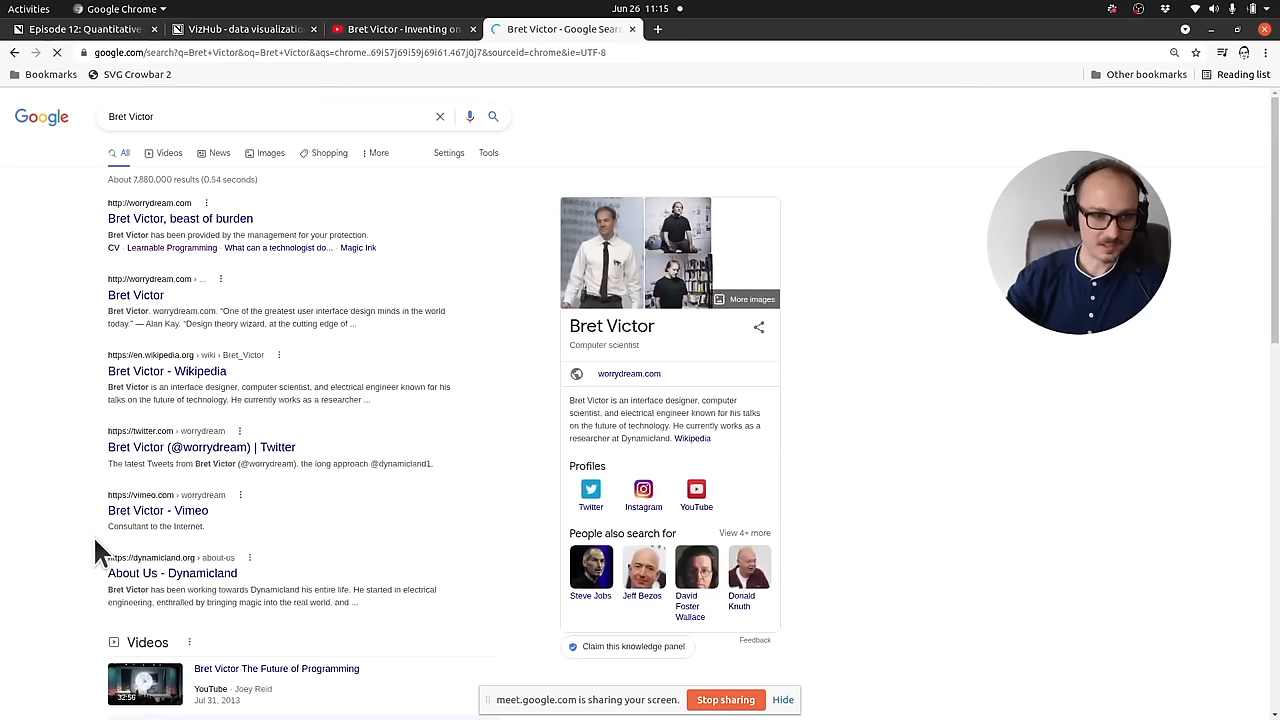 Activities
Google Chrome
Jun 26 11:15
Episode 12: Quantitative
VizHub - data visualizatio
Bret Victor - Inventing on
Bret Victor - Google Sear
google.com/search?q=Bret+Victor&oq=Bret+Victor&aqs=chrome..69i57j69i59j69i61.467j0j7&sourceid=chrome&ie=UTF-8
Bookmarks
SVG Crowbar 2
Other bookmarks
Reading list
Google
Bret Victor
All
Videos
News
Images
Shopping
More
Settings
Tools
About 7,880,000 results (0.54 seconds)
http://worrydream.com
Bret Victor, beast of burden
Bret Victor has been provided by the management for your protection.
CV · Learnable Programming · What can a technologist do... · Magic Ink
http://worrydream.com › ...
Bret Victor
Bret Victor. worrydream.com. "One of the greatest user interface design minds in the world
today." — Alan Kay. "Design theory wizard, at the cutting edge of ...
https://en.wikipedia.org › wiki › Bret_Victor
Bret Victor - Wikipedia
Bret Victor is an interface designer, computer scientist, and electrical engineer known for his
talks on the future of technology. He currently works as a researcher ...
https://twitter.com › worrydream
Bret Victor (@worrydream) | Twitter
The latest Tweets from Bret Victor (@worrydream). the long approach @dynamicland1.
https://vimeo.com › worrydream
Bret Victor - Vimeo
Consultant to the Internet.
https://dynamicland.org › about-us
About Us - Dynamicland
Bret Victor has been working towards Dynamicland his entire life. He started in electrical
engineering, enthralled by bringing magic into the real world, and ...
Videos
32:56
Bret Victor The Future of Programming
YouTube · Joey Reid
Jul 31, 2013
More images
Bret Victor
Computer scientist
worrydream.com
Bret Victor is an interface designer, computer
scientist, and electrical engineer known for his talks
on the future of technology. He currently works as a
researcher at Dynamicland. Wikipedia
Profiles
Twitter
Instagram
YouTube
People also search for
View 4+ more
Steve Jobs
Jeff Bezos
David
Foster
Wallace
Donald
Knuth
Feedback
Claim this knowledge panel
meet.google.com is sharing your screen.
Stop sharing
Hide